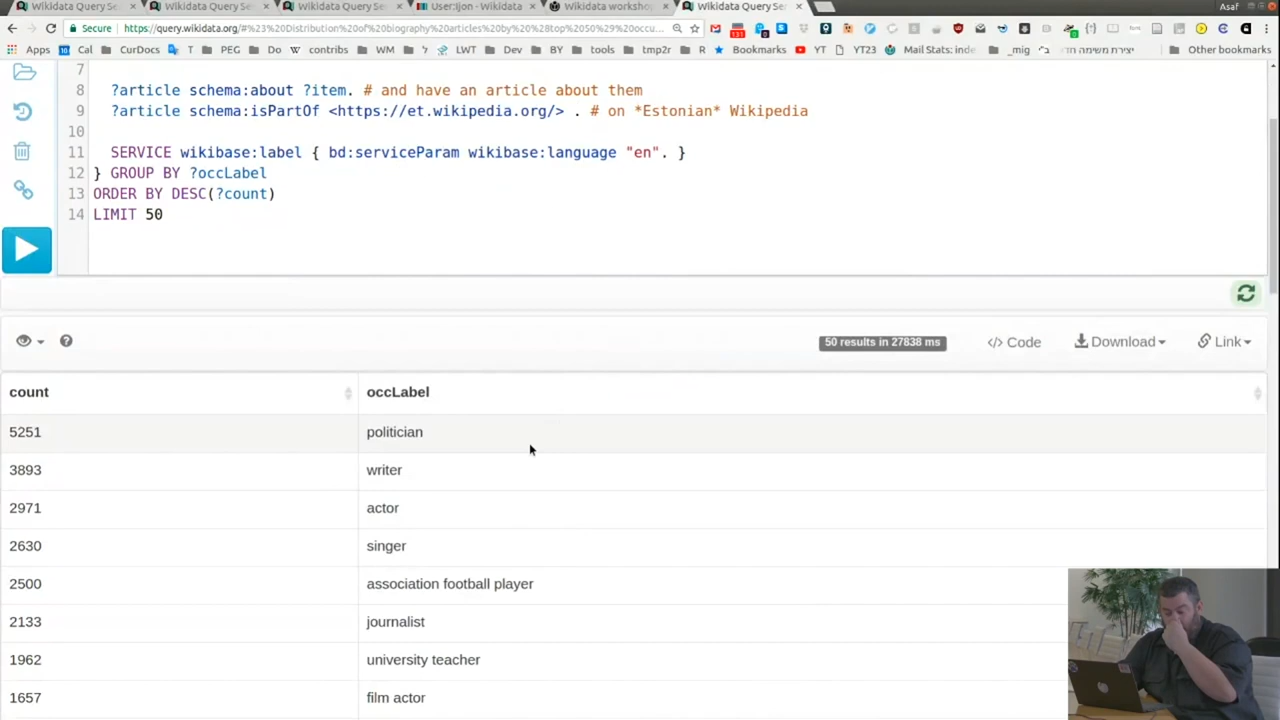 Wikidata Query Se
Wikidata Query Se
Wikidata Query Se
User:Ijon - Wikidata
Wikidata workshop
Wikidata Query Se
Asaf
Secure
https://query.wikidata.org/#%23%20Distribution%20of%20biography%20articles%20by%20%28top%2050%29%20occu...
Apps
Cal
CurDocs
T
PEG
Do
contribs
WM
LWT
Dev
BY
tools
tmp2r
R
Bookmarks
YT
YT23
Mail Stats: inde
_mig
Other bookmarks
7
8 ?article schema:about ?item. # and have an article about them
9 ?article schema:isPartOf <https://et.wikipedia.org/> . # on *Estonian* Wikipedia
10
11 SERVICE wikibase:label { bd:serviceParam wikibase:language "en". }
12 } GROUP BY ?occLabel
13 ORDER BY DESC(?count)
14 LIMIT 50
50 results in 27838 ms
</> Code
Download
Link
count occLabel
5251 politician
3893 writer
2971 actor
2630 singer
2500 association football player
2133 journalist
1962 university teacher
1657 film actor